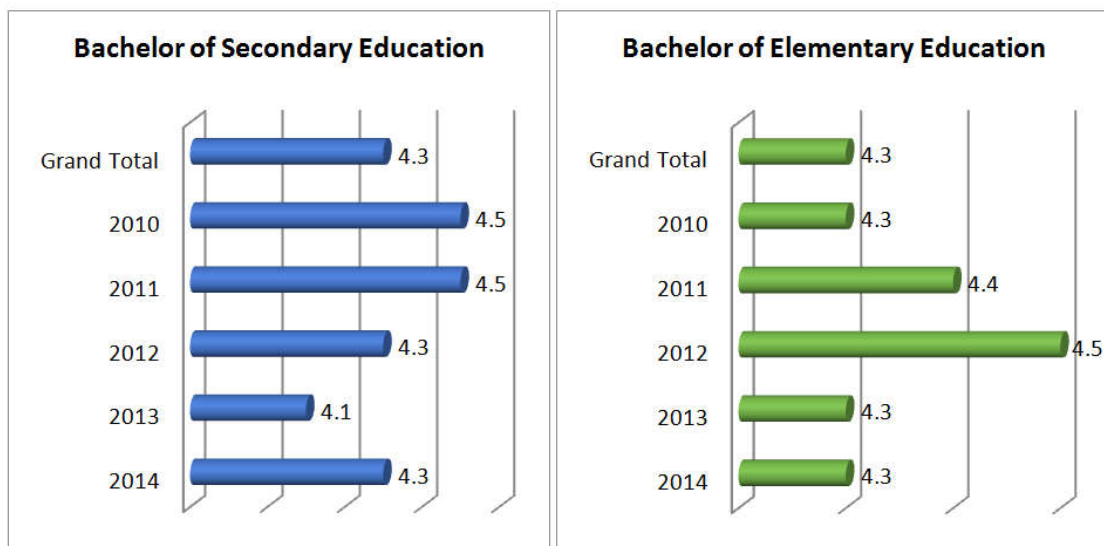 Bachelor of Secondary Education
Grand Total 4.3
2010 4.5
2011 4.5
2012 4.3
2013 4.1
2014 4.3
Bachelor of Elementary Education
Grand Total 4.3
2010 4.3
2011 4.4
2012 4.5
2013 4.3
2014 4.3